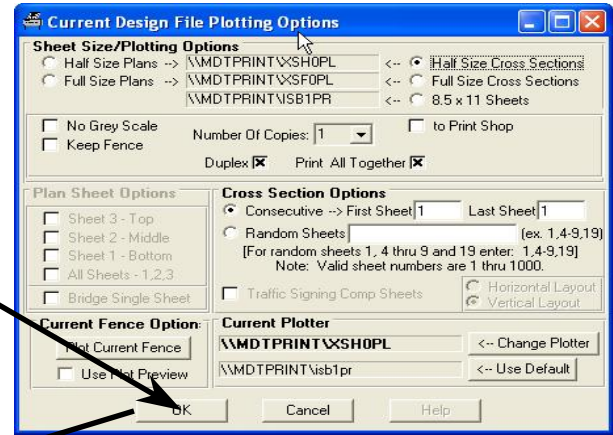 Current Design File Plotting Options
Sheet Size/Plotting Options
Half Size Plans --> \\MDTPRINT\XSH0PL <-- Half Size Cross Sections
Full Size Plans --> \\MDTPRINT\XSF0PL <-- Full Size Cross Sections
\\MDTPRINT\ISB1PR <-- 8.5 x 11 Sheets
No Grey Scale
Keep Fence
Number Of Copies: 1
to Print Shop
Duplex Print All Together
Plan Sheet Options
Sheet 3 - Top
Sheet 2 - Middle
Sheet 1 - Bottom
All Sheets - 1,2,3
Bridge Single Sheet
Cross Section Options
Consecutive --> First Sheet 1 Last Sheet 1
Random Sheets (ex. 1,4-9,19)
[For random sheets 1, 4 thru 9 and 19 enter: 1,4-9,19]
Note: Valid sheet numbers are 1 thru 1000.
Traffic Signing Comp Sheets
Horizontal Layout
Vertical Layout
Current Fence Option
Plot Current Fence
Use Plot Preview
Current Plotter
\\MDTPRINT\XSH0PL <-- Change Plotter
\\MDTPRINT\isb1pr <-- Use Default
OK Cancel Help